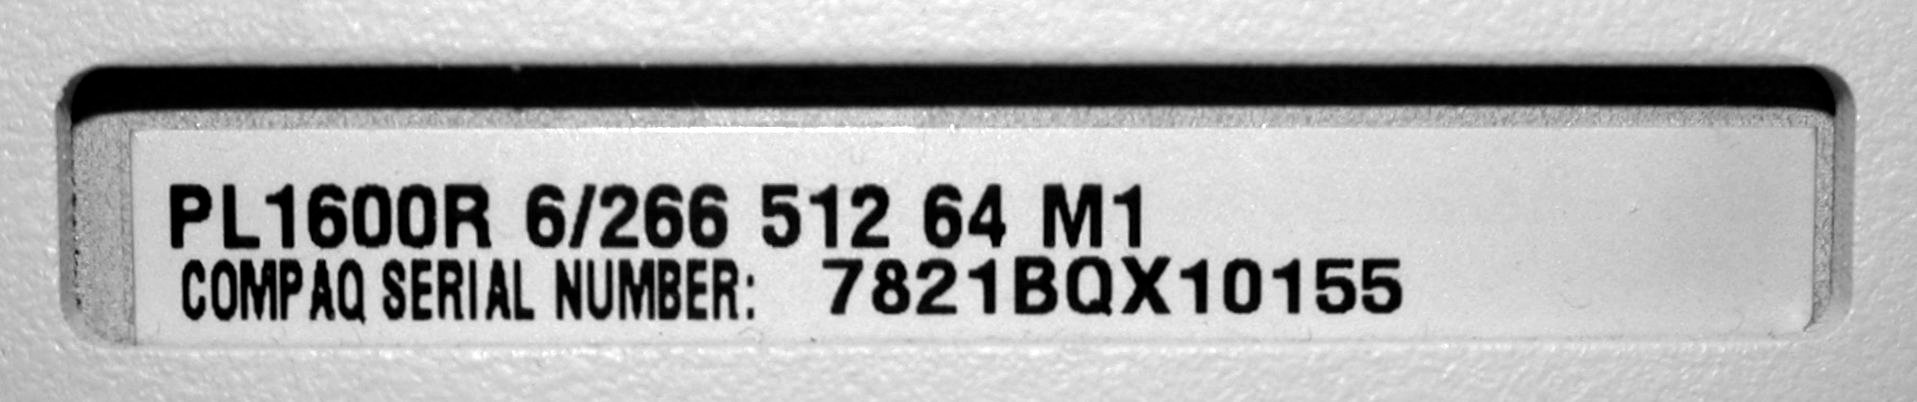 PL1600R 6/266 512 64 M1
COMPAQ SERIAL NUMBER: 7821BQX10155